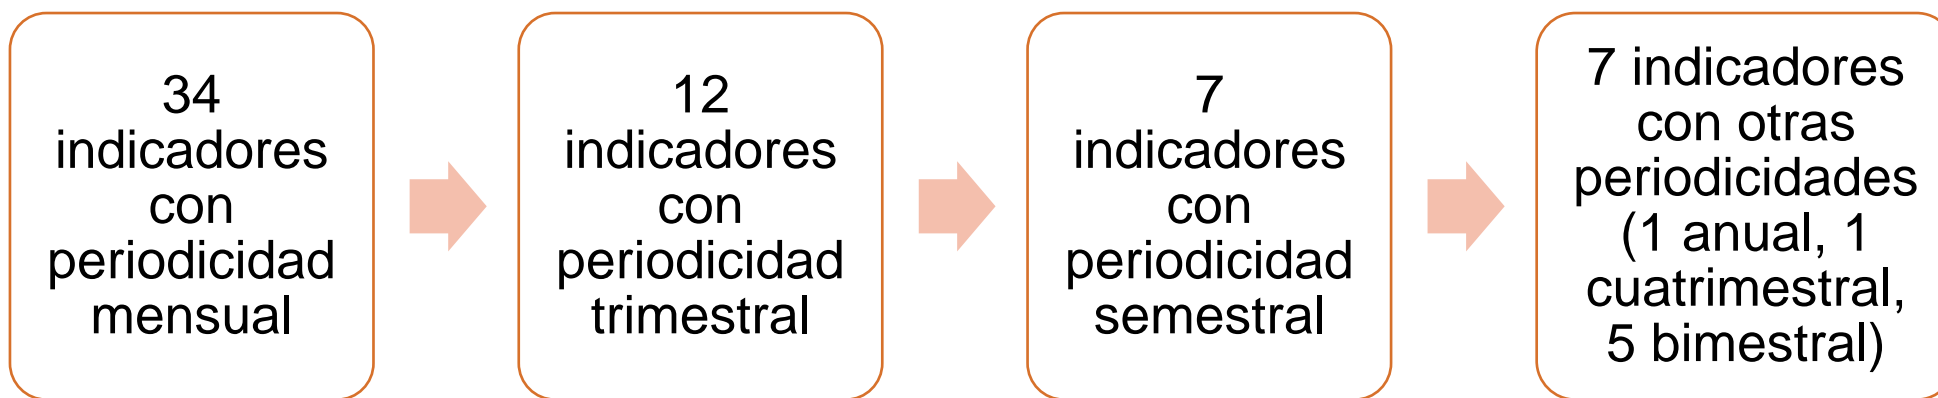 34
indicadores
con
periodicidad
mensual
12
indicadores
con
periodicidad
trimestral
7
indicadores
con
periodicidad
semestral
7 indicadores
con otras
periodicidades
(1 anual, 1
cuatrimestral,
5 bimestral)